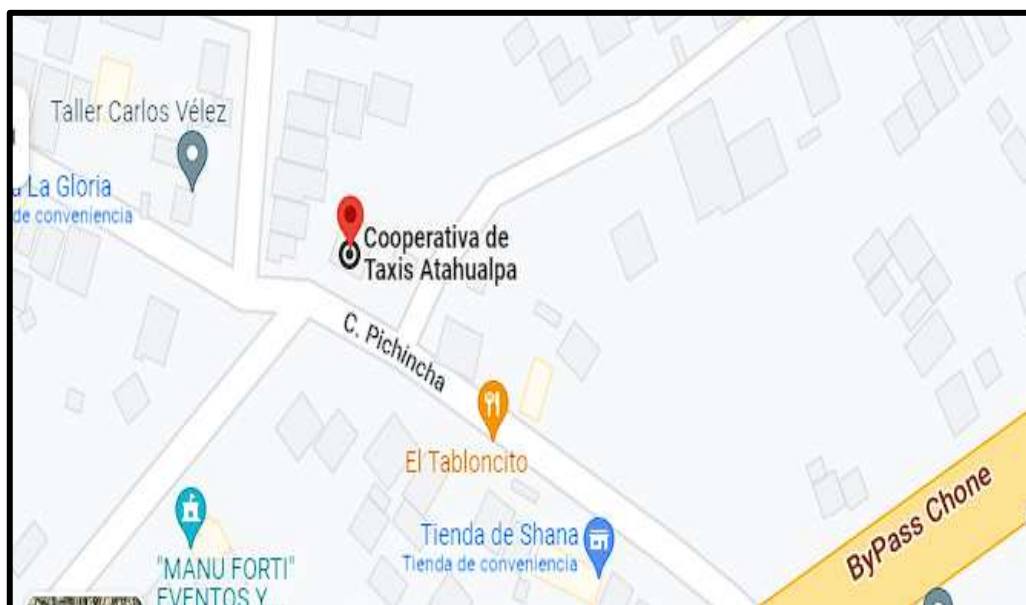 Taller Carlos Vélez
La Gloria
de conveniencia
Cooperativa de
Taxis Atahualpa
C. Pichincha
El Tabloncito
ByPass Chone
Tienda de Shana
Tienda de conveniencia
"MANU FORTI"
EVENTOS Y...